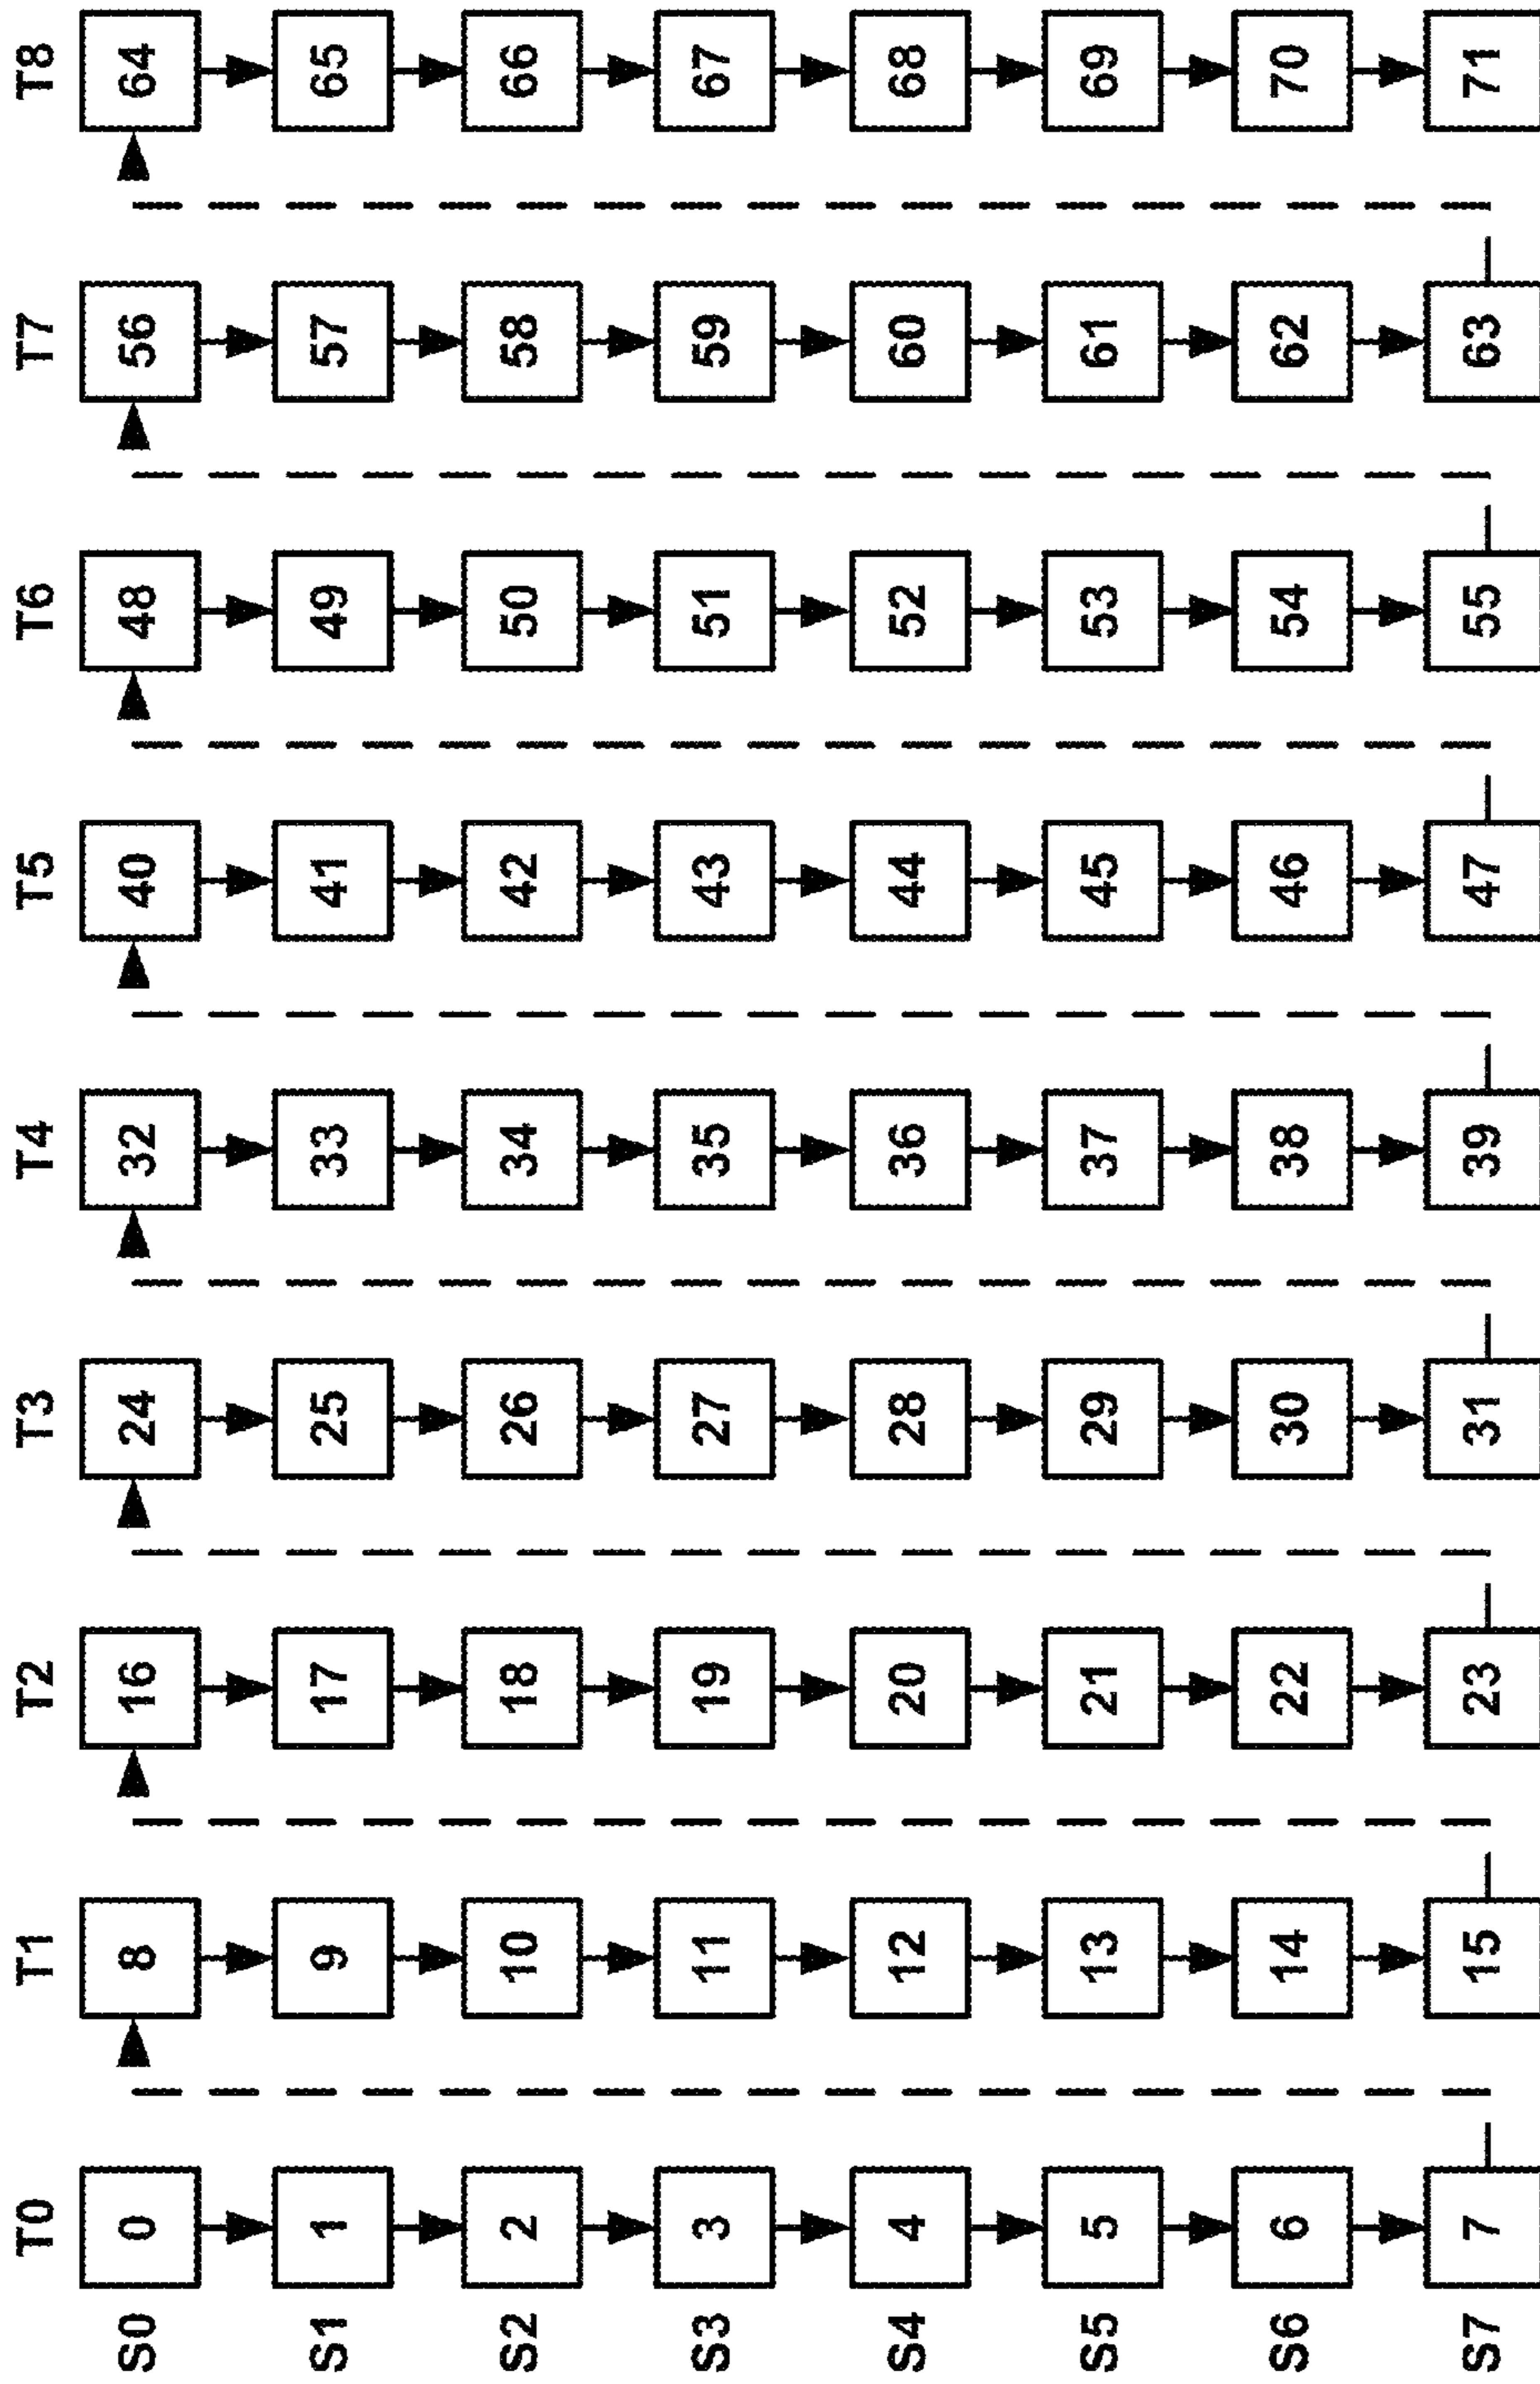 T0 T1 T2 T3 T4 T5 T6 T7 T8
S0 0 8 16 24 32 40 48 56 64
S1 1 9 17 25 33 41 49 57 65
S2 2 10 18 26 34 42 50 58 66
S3 3 11 19 27 35 43 51 59 67
S4 4 12 20 28 36 44 52 60 68
S5 5 13 21 29 37 45 53 61 69
S6 6 14 22 30 38 46 54 62 70
S7 7 15 23 31 39 47 55 63 71